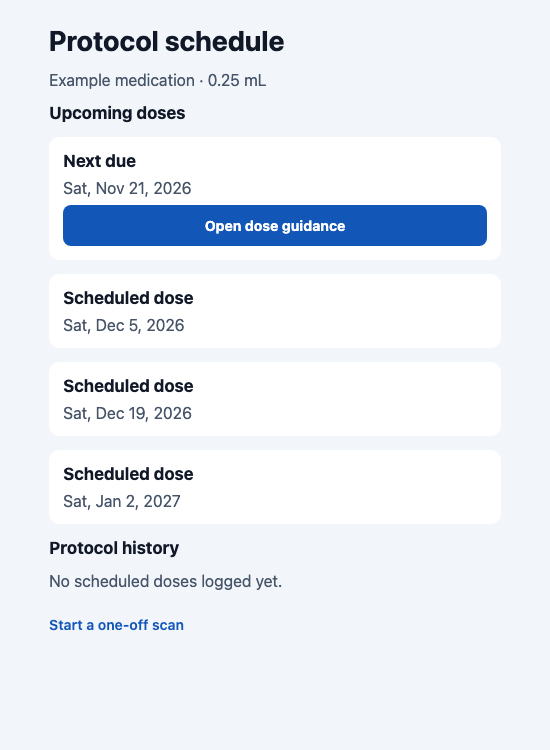 Protocol schedule
Example medication · 0.25 mL
Upcoming doses
Next due
Sat, Nov 21, 2026
Open dose guidance
Scheduled dose
Sat, Dec 5, 2026
Scheduled dose
Sat, Dec 19, 2026
Scheduled dose
Sat, Jan 2, 2027
Protocol history
No scheduled doses logged yet.
Start a one-off scan